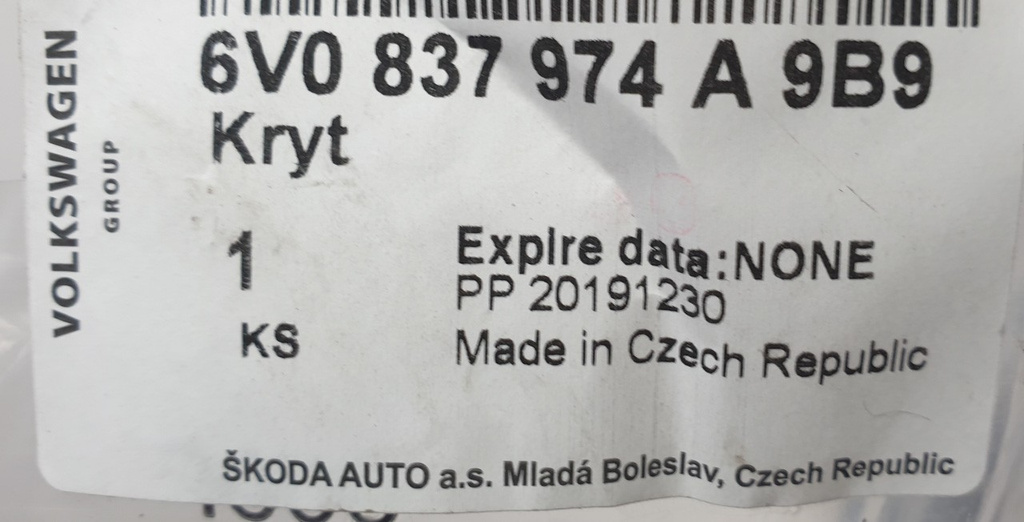 VOLKSWAGEN
GROUP
6V0 837 974 A 9B9
Kryt
1
KS
Expire data:NONE
PP 20191230
Made in Czech Republic
ŠKODA AUTO a.s. Mladá Boleslav, Czech Republic